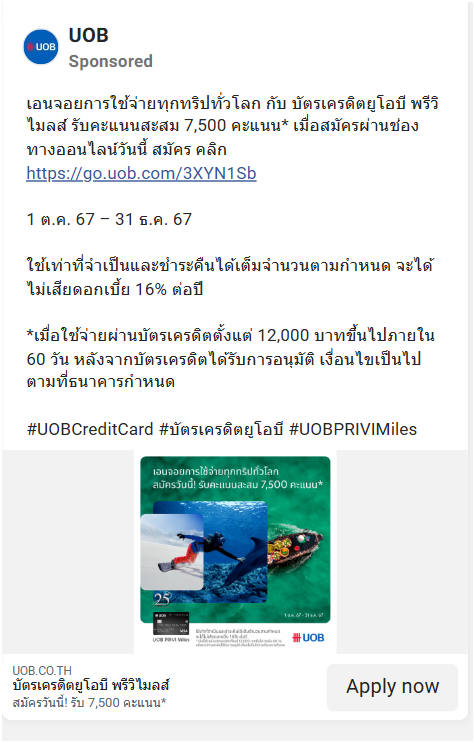 UOB
UOB
Sponsored
เอนจอยการใช้จ่ายทุกทริปทั่วโลก กับ บัตรเครดิตยูโอบี พรีวิ
ไมลส์ รับคะแนนสะสม 7,500 คะแนน* เมื่อสมัครผ่านช่อง
ทางออนไลน์วันนี้ สมัคร คลิก
https://go.uob.com/3XYN1Sb
1 ต.ค. 67 – 31 ธ.ค. 67
ใช้เท่าที่จำเป็นและชำระคืนได้เต็มจำนวนตามกำหนด จะได้
ไม่เสียดอกเบี้ย 16% ต่อปี
*เมื่อใช้จ่ายผ่านบัตรเครดิตตั้งแต่ 12,000 บาทขึ้นไปภายใน
60 วัน หลังจากบัตรเครดิตได้รับการอนุมัติ เงื่อนไขเป็นไป
ตามที่ธนาคารกำหนด
#UOBCreditCard #บัตรเครดิตยูโอบี #UOBPRIVIMiles
เอนจอยการใช้จ่ายทุกทริปทั่วโลก
สมัครวันนี้! รับคะแนนสะสม 7,500 คะแนน*
25
1 ต.ค. 67 - 31 ธ.ค. 67
UOB PRIVI Miles
UOB
UOB.CO.TH
บัตรเครดิตยูโอบี พรีวิไมลส์
สมัครวันนี้! รับ 7,500 คะแนน*
Apply now